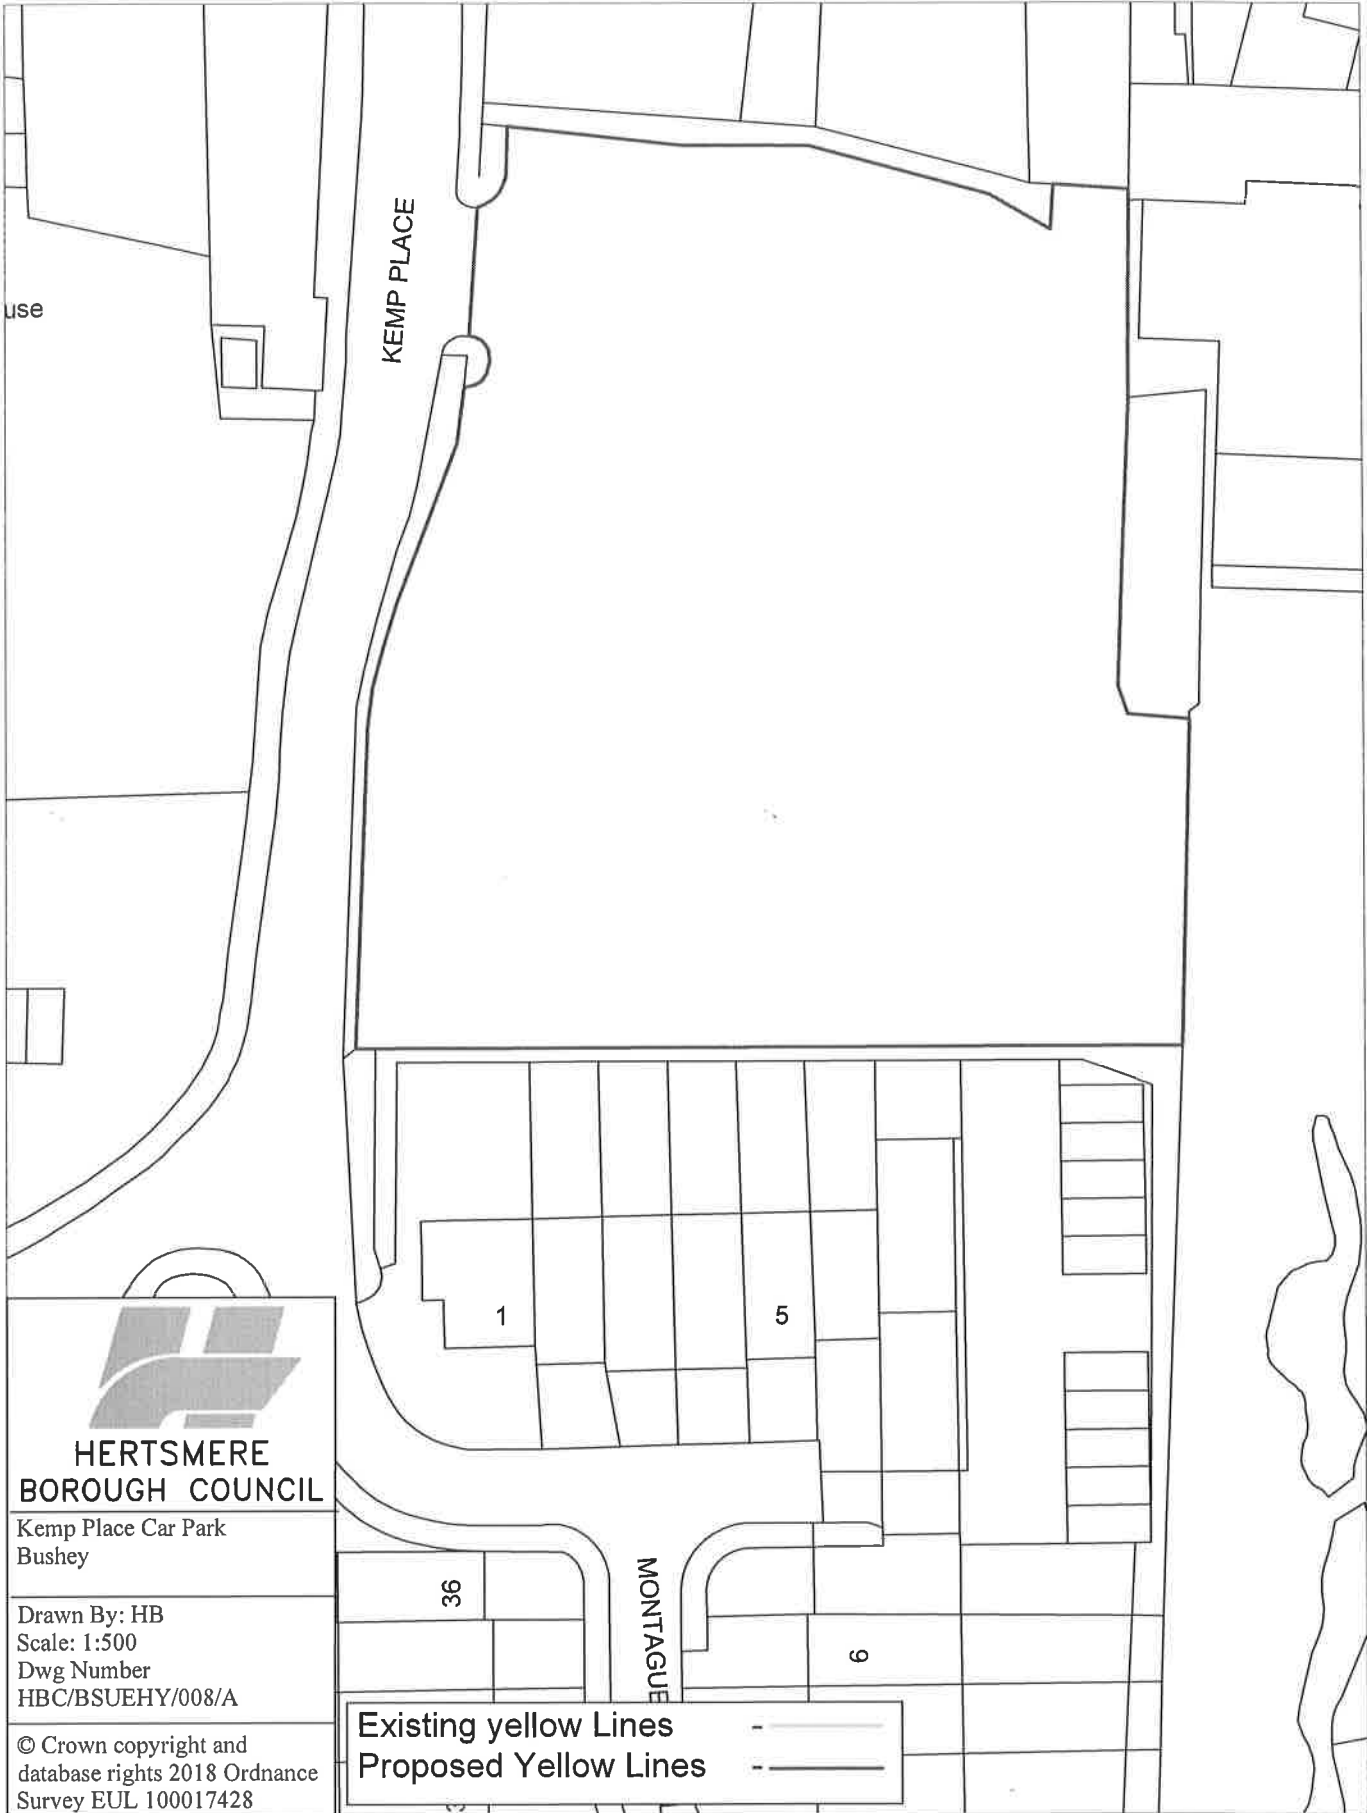 use
KEMP PLACE
1
5
HERTSMERE
BOROUGH COUNCIL
Kemp Place Car Park
Bushey
Drawn By: HB
Scale: 1:500
Dwg Number
HBC/BSUEHY/008/A
© Crown copyright and
database rights 2018 Ordnance
Survey EUL 100017428
36
MONTAGUE
6
Existing yellow Lines -
Proposed Yellow Lines -